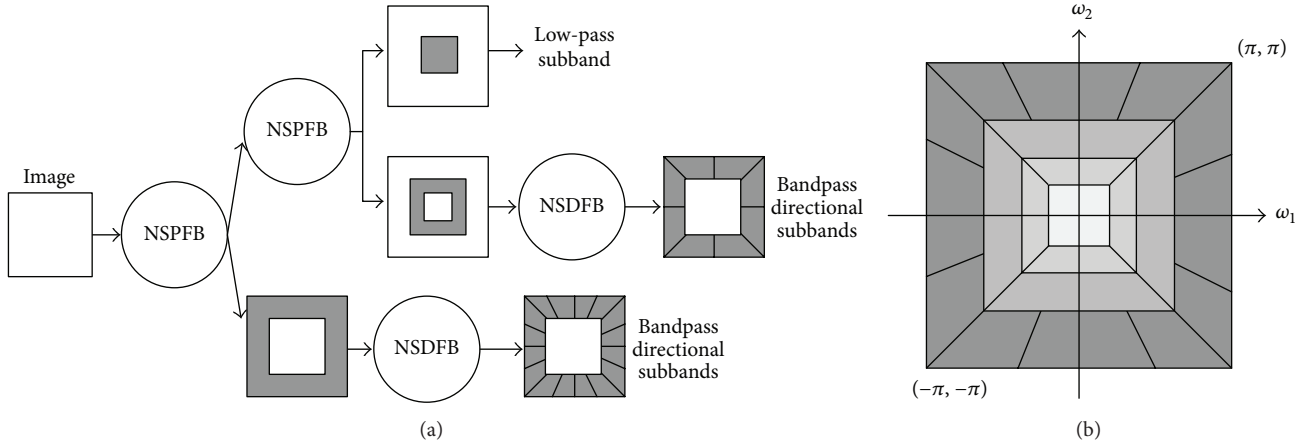 Image
NSPFB
NSPFB
Low-pass
subband
NSDFB
Bandpass
directional
subbands
NSDFB
Bandpass
directional
subbands
(a)
ω2
(π, π)
ω1
(−π, −π)
(b)